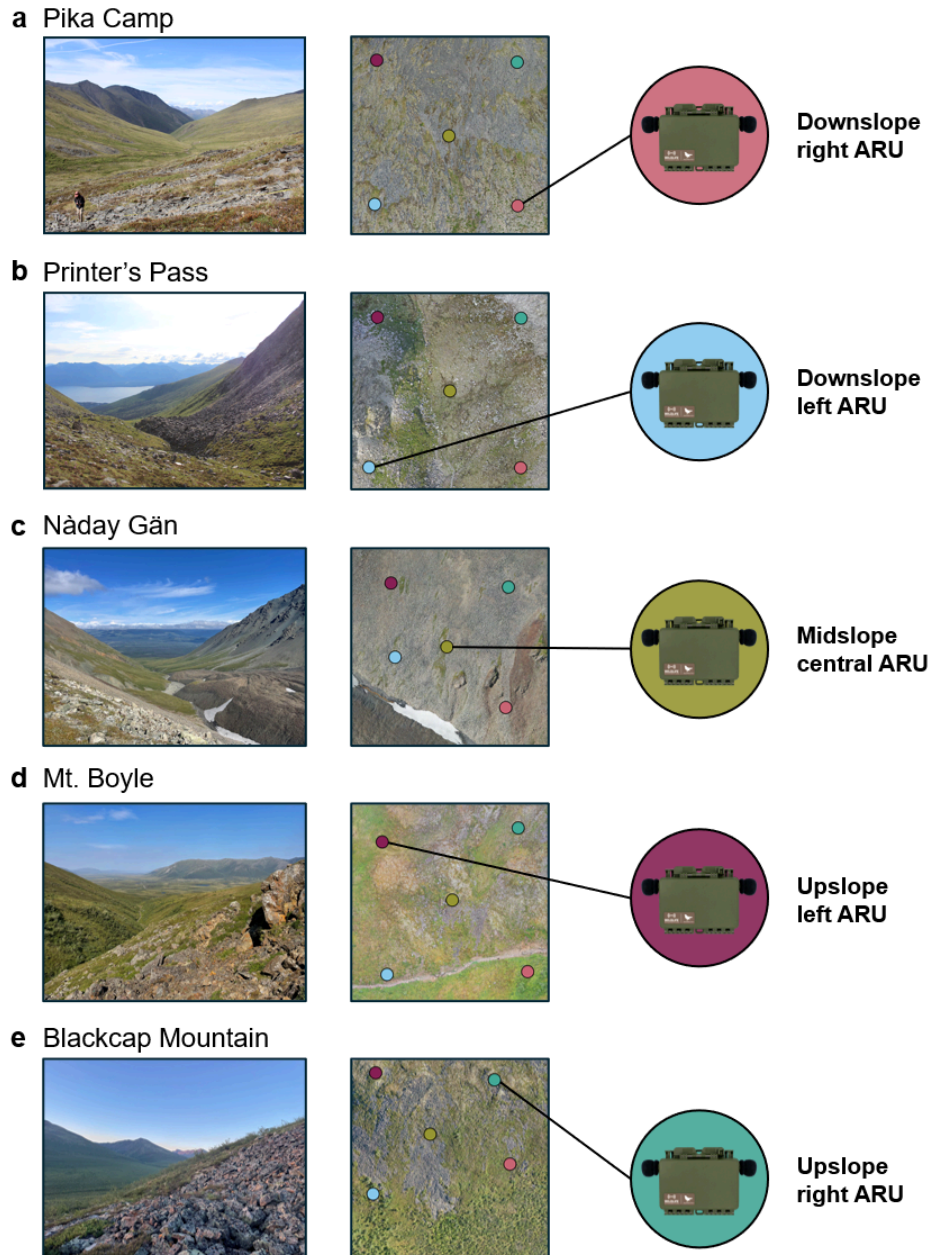 a Pika Camp
Downslope
right ARU
b Printer's Pass
Downslope
left ARU
c Nàday Gän
Midslope
central ARU
d Mt. Boyle
Upslope
left ARU
e Blackcap Mountain
Upslope
right ARU